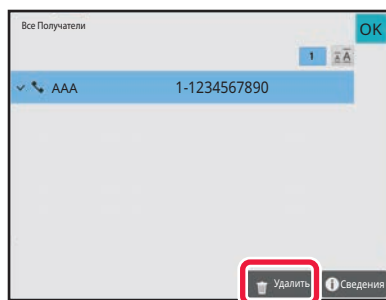 Все Получатели
OK
1
AAA 1-1234567890
Удалить Сведения